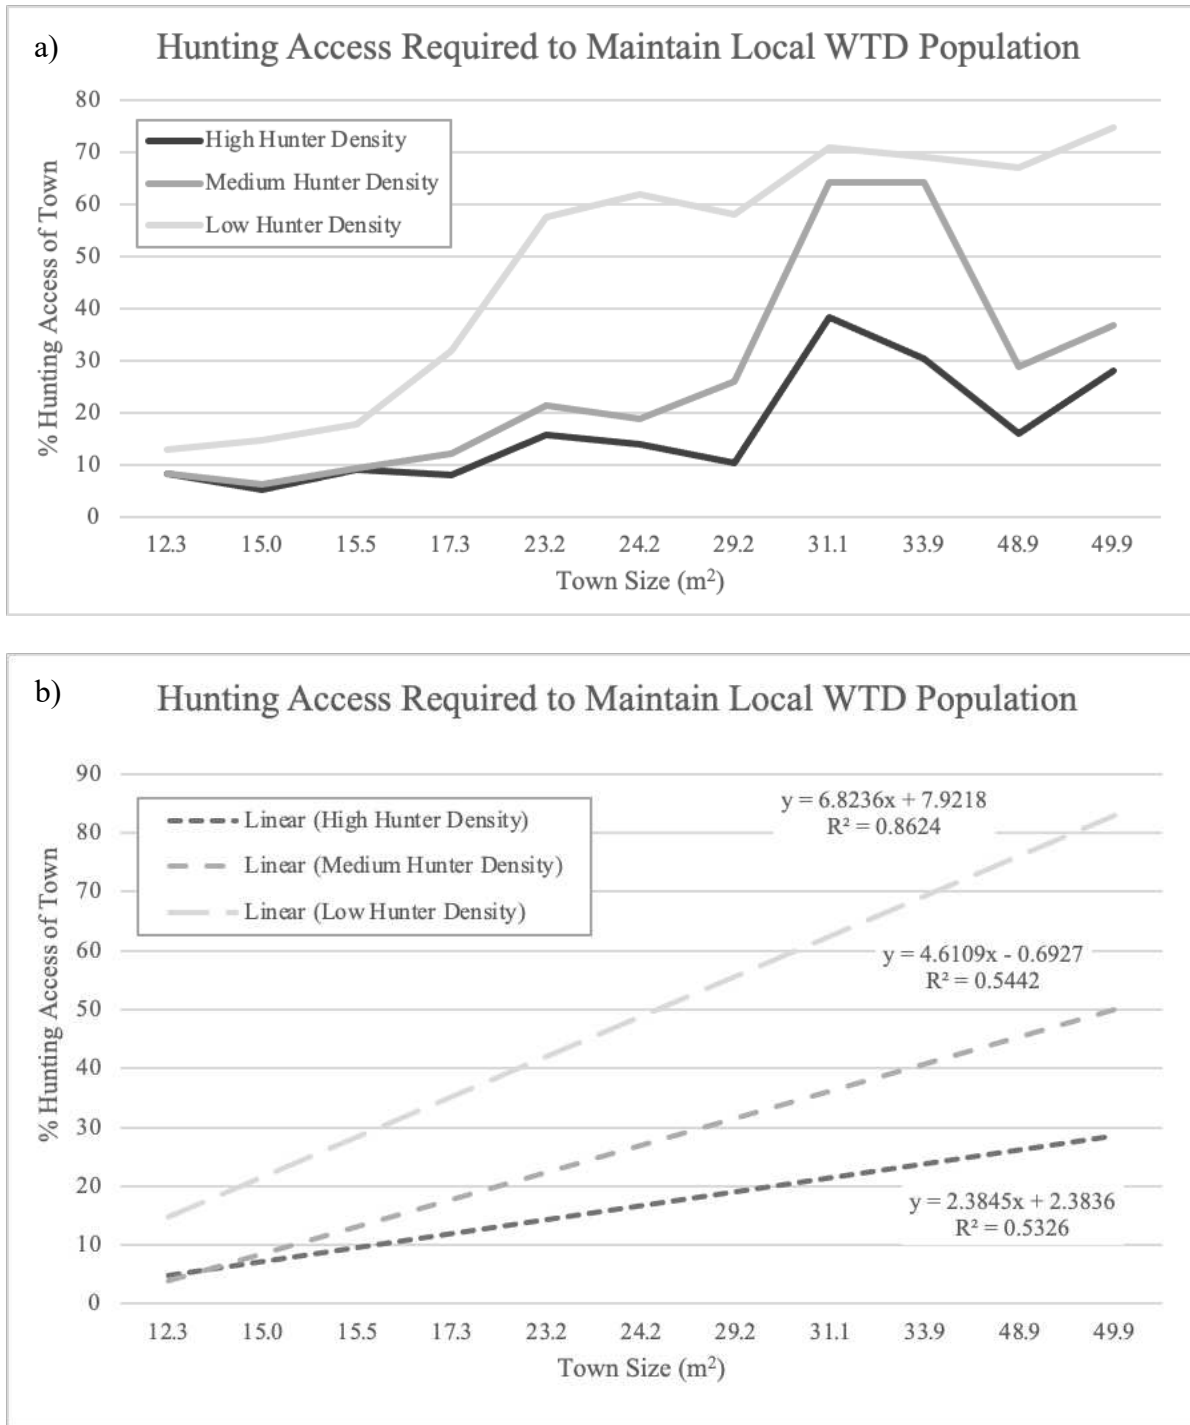 a)
Hunting Access Required to Maintain Local WTD Population
% Hunting Access of Town
80
70
60
50
40
30
20
10
0
High Hunter Density
Medium Hunter Density
Low Hunter Density
12.3 15.0 15.5 17.3 23.2 24.2 29.2 31.1 33.9 48.9 49.9
Town Size (m²)
b)
Hunting Access Required to Maintain Local WTD Population
% Hunting Access of Town
90
80
70
60
50
40
30
20
10
0
Linear (High Hunter Density)
Linear (Medium Hunter Density)
Linear (Low Hunter Density)
y = 6.8236x + 7.9218
R² = 0.8624
y = 4.6109x - 0.6927
R² = 0.5442
y = 2.3845x + 2.3836
R² = 0.5326
12.3 15.0 15.5 17.3 23.2 24.2 29.2 31.1 33.9 48.9 49.9
Town Size (m²)